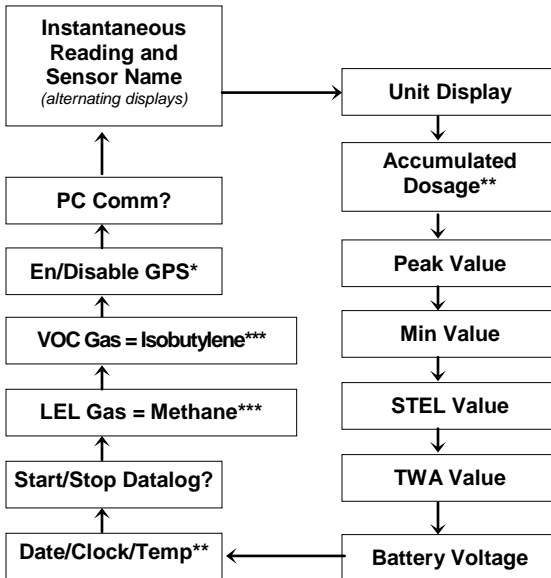 Instantaneous
Reading and
Sensor Name
(alternating displays)
Unit Display
Accumulated
Dosage**
Peak Value
Min Value
STEL Value
TWA Value
Battery Voltage
Date/Clock/Temp**
Start/Stop Datalog?
LEL Gas = Methane***
VOC Gas = Isobutylene***
En/Disable GPS*
PC Comm?